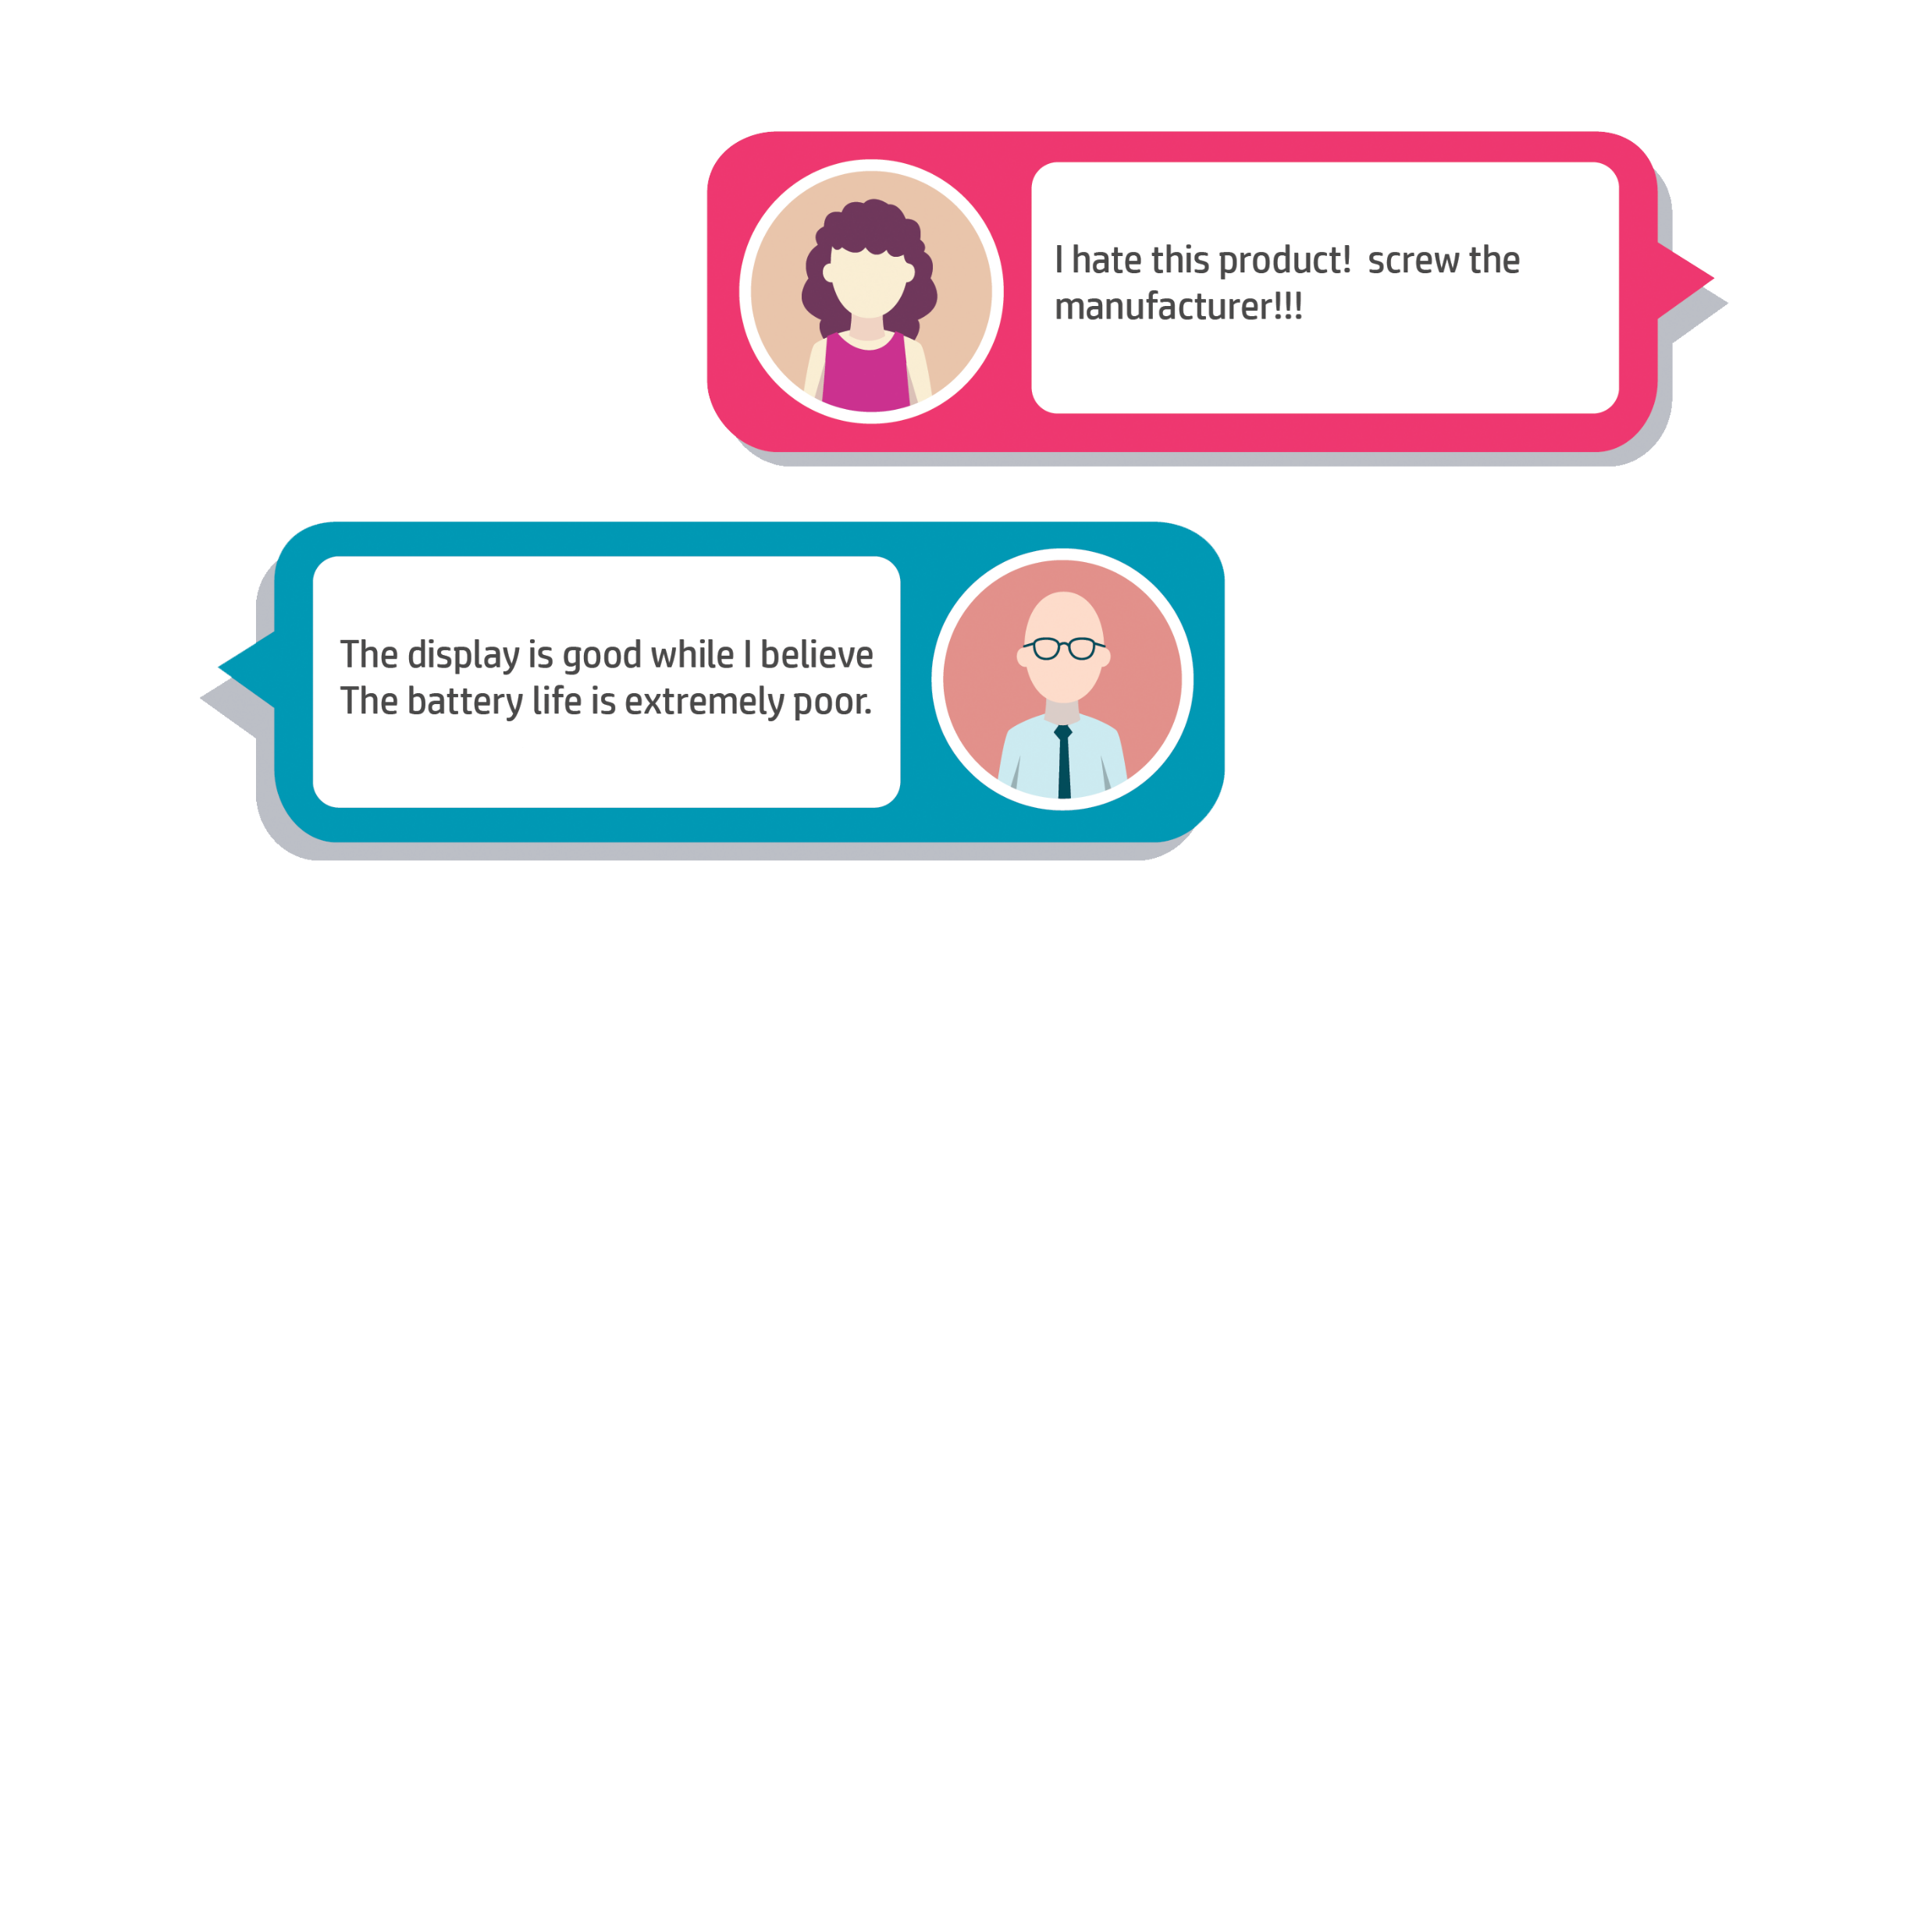 I hate this product!  screw the
manufacturer!!!
The display is good while I believe
The battery life is extremely poor.